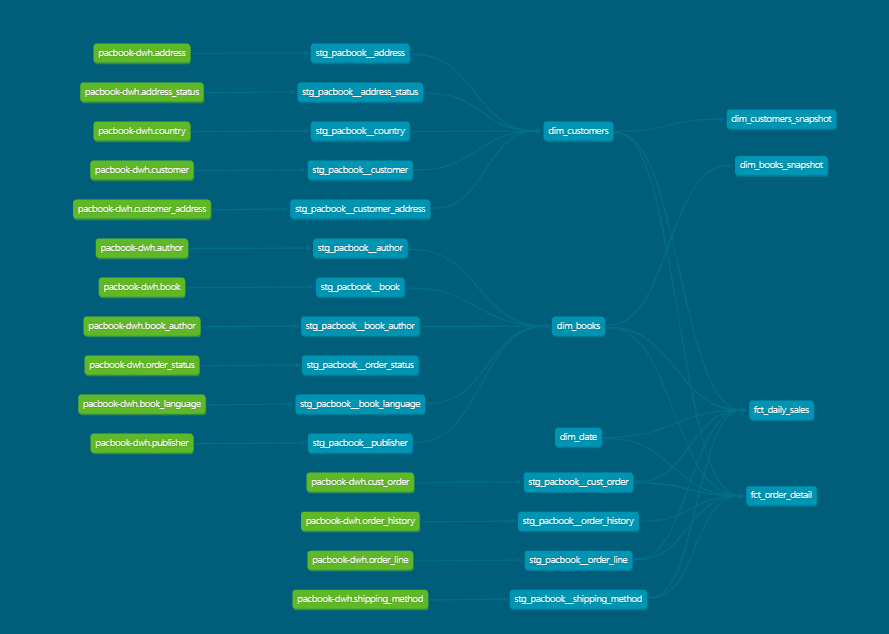 pacbook-dwh.address
stg_pacbook__address
pacbook-dwh.address_status
stg_pacbook__address_status
dim_customers_snapshot
pacbook-dwh.country
stg_pacbook__country
dim_customers
pacbook-dwh.customer
stg_pacbook__customer
dim_books_snapshot
pacbook-dwh.customer_address
stg_pacbook__customer_address
pacbook-dwh.author
stg_pacbook__author
pacbook-dwh.book
stg_pacbook__book
pacbook-dwh.book_author
stg_pacbook__book_author
dim_books
pacbook-dwh.order_status
stg_pacbook__order_status
pacbook-dwh.book_language
stg_pacbook__book_language
fct_daily_sales
pacbook-dwh.publisher
stg_pacbook__publisher
dim_date
pacbook-dwh.cust_order
stg_pacbook__cust_order
fct_order_detail
pacbook-dwh.order_history
stg_pacbook__order_history
pacbook-dwh.order_line
stg_pacbook__order_line
pacbook-dwh.shipping_method
stg_pacbook__shipping_method